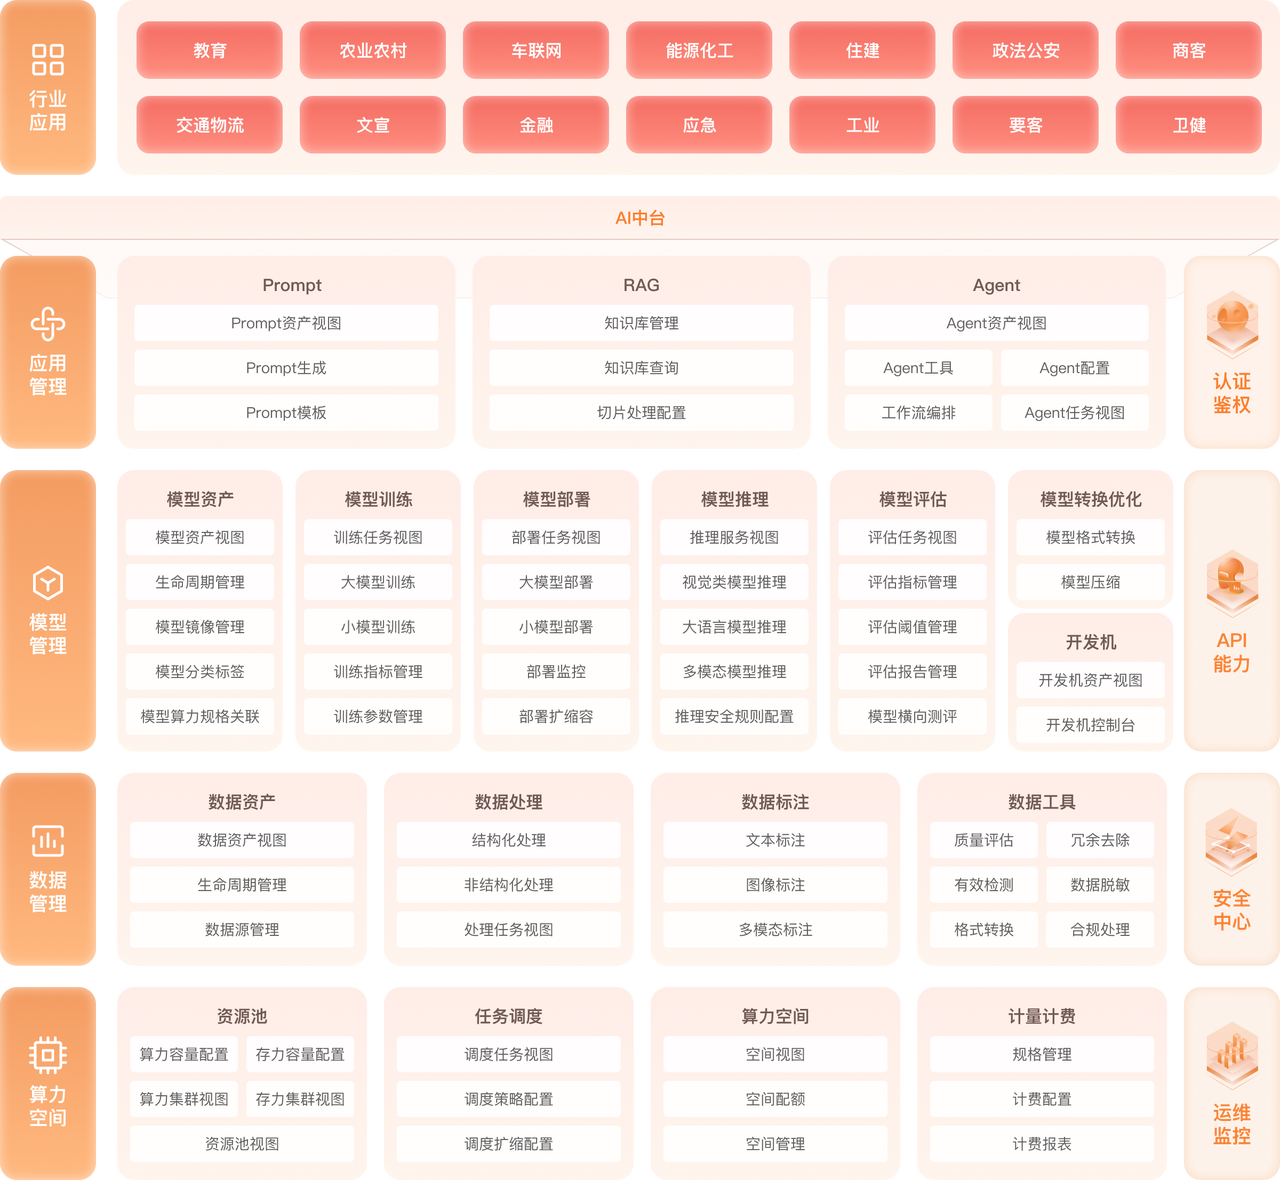 行业
应用
教育
农业农村
车联网
能源化工
住建
政法公安
商客
交通物流
文宣
金融
应急
工业
要客
卫健
AI中台
应用
管理
Prompt
Prompt资产视图
Prompt生成
Prompt模板
RAG
知识库管理
知识库查询
切片处理配置
Agent
Agent资产视图
Agent工具
Agent配置
工作流编排
Agent任务视图
认证
鉴权
模型
管理
模型资产
模型资产视图
生命周期管理
模型镜像管理
模型分类标签
模型算力规格关联
模型训练
训练任务视图
大模型训练
小模型训练
训练指标管理
训练参数管理
模型部署
部署任务视图
大模型部署
小模型部署
部署监控
部署扩缩容
模型推理
推理服务视图
视觉类模型推理
大语言模型推理
多模态模型推理
推理安全规则配置
模型评估
评估任务视图
评估指标管理
评估阈值管理
评估报告管理
模型横向测评
模型转换优化
模型格式转换
模型压缩
开发机
开发机资产视图
开发机控制台
API
能力
数据
管理
数据资产
数据资产视图
生命周期管理
数据源管理
数据处理
结构化处理
非结构化处理
处理任务视图
数据标注
文本标注
图像标注
多模态标注
数据工具
质量评估
冗余去除
有效检测
数据脱敏
格式转换
合规处理
安全
中心
算力
空间
资源池
算力容量配置
存力容量配置
算力集群视图
存力集群视图
资源池视图
任务调度
调度任务视图
调度策略配置
调度扩缩配置
算力空间
空间视图
空间配额
空间管理
计量计费
规格管理
计费配置
计费报表
运维
监控